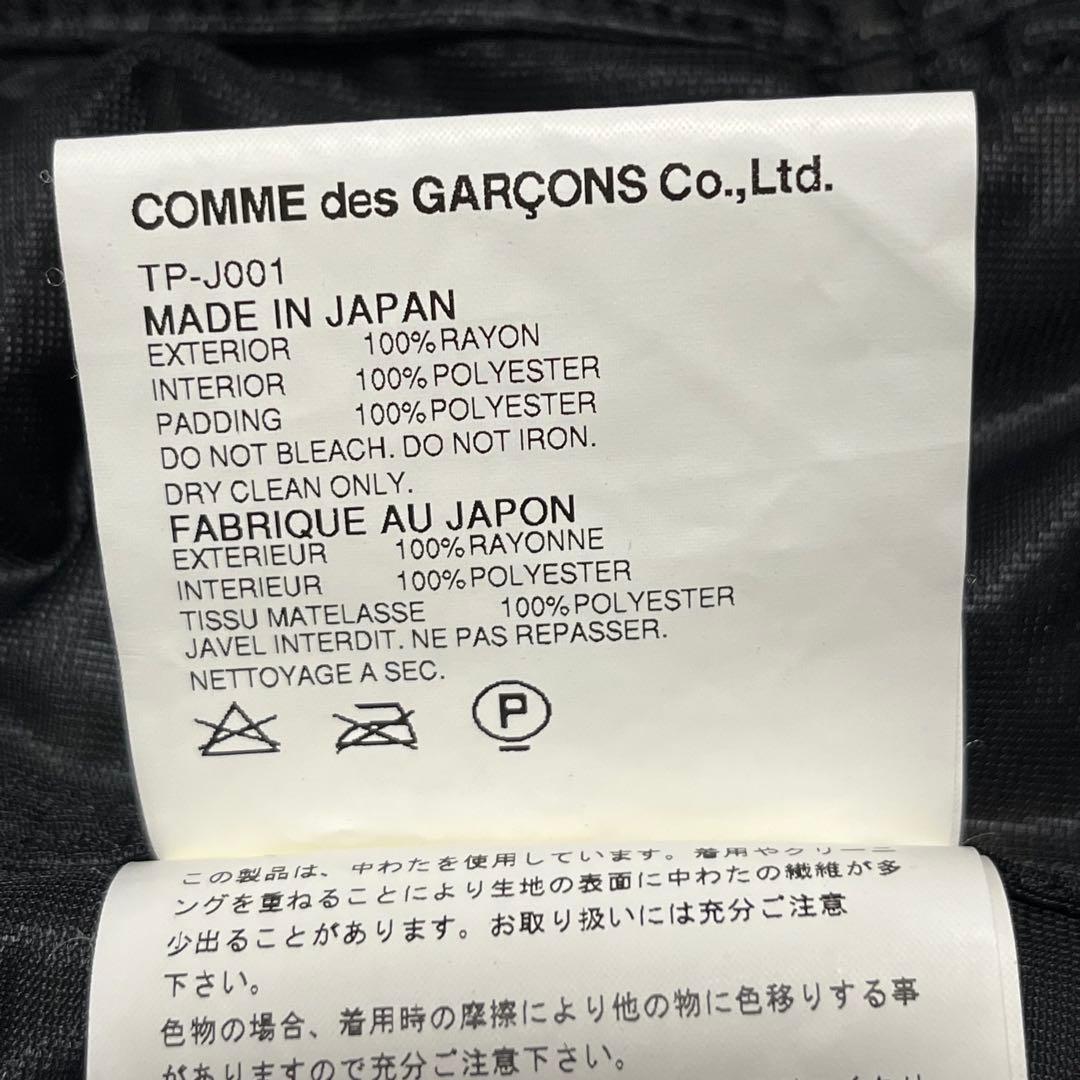 COMME des GARÇONS Co.,Ltd.
TP-J001
MADE IN JAPAN
EXTERIOR 100%RAYON
INTERIOR 100%POLYESTER
PADDING 100%POLYESTER
DO NOT BLEACH. DO NOT IRON.
DRY CLEAN ONLY.
FABRIQUE AU JAPON
EXTERIEUR 100%RAYONNE
INTERIEUR 100%POLYESTER
TISSU MATELASSE 100%POLYESTER
JAVEL INTERDIT. NE PAS REPASSER.
NETTOYAGE A SEC.
P
この製品は、中わたを使用しています。着用やクリーニ
ングを重ねることにより生地の表面に中わたの繊維が多
少出ることがあります。お取り扱いには充分ご注意
下さい。
色物の場合、着用時の摩擦により他の物に色移りする事
がありますので充分ご注意下さい。